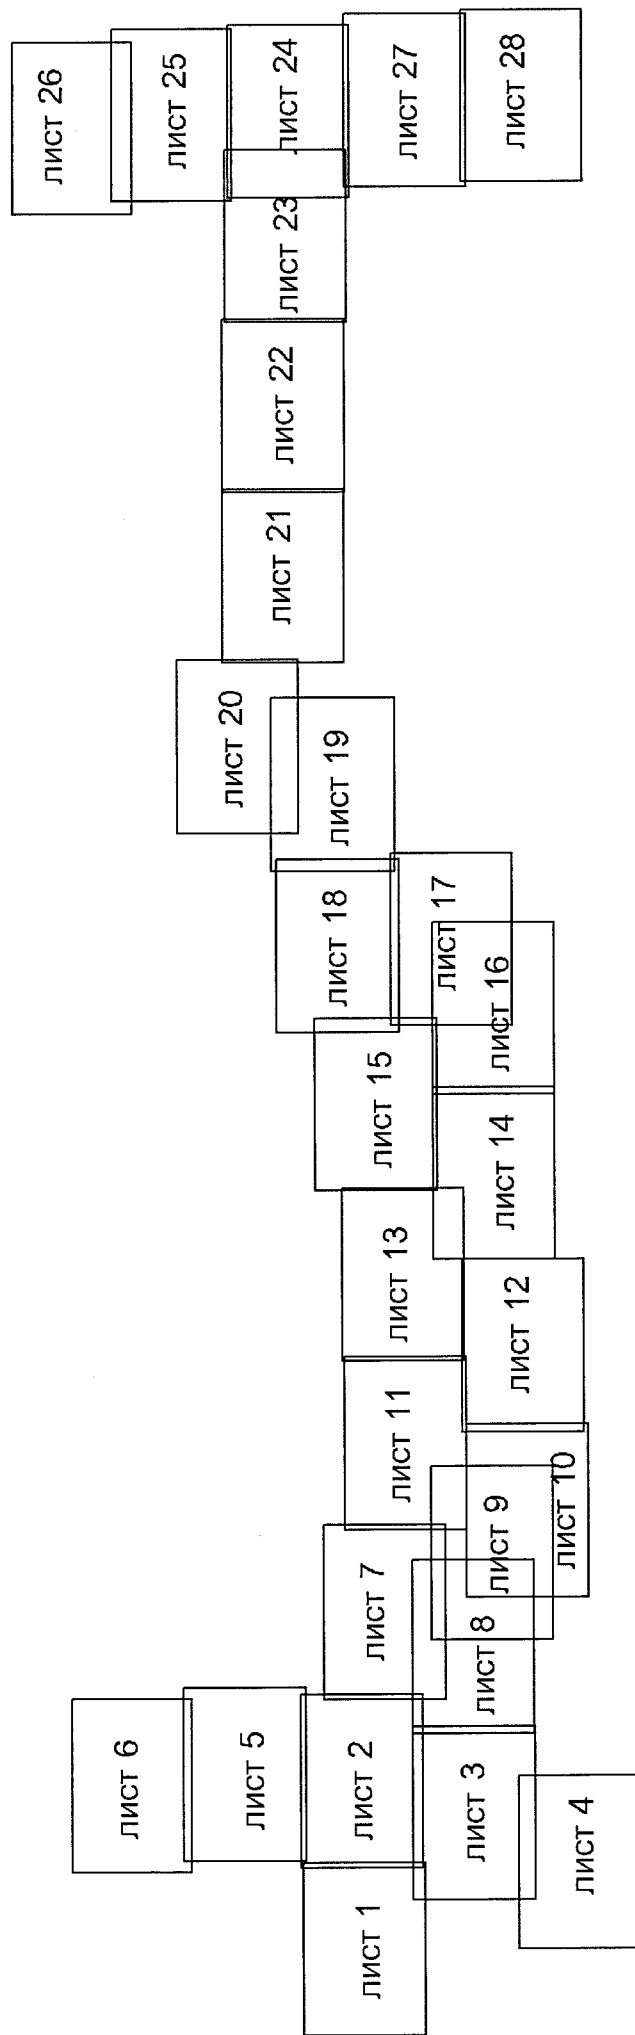 лист 26
лист 25
лист 24
лист 27
лист 28
лист 23
лист 22
лист 21
лист 20
лист 19
лист 18
лист 17
лист 16
лист 15
лист 14
лист 13
лист 12
лист 11
лист 10
лист 9
лист 7
лист 8
лист 6
лист 5
лист 2
лист 3
лист 4
лист 1